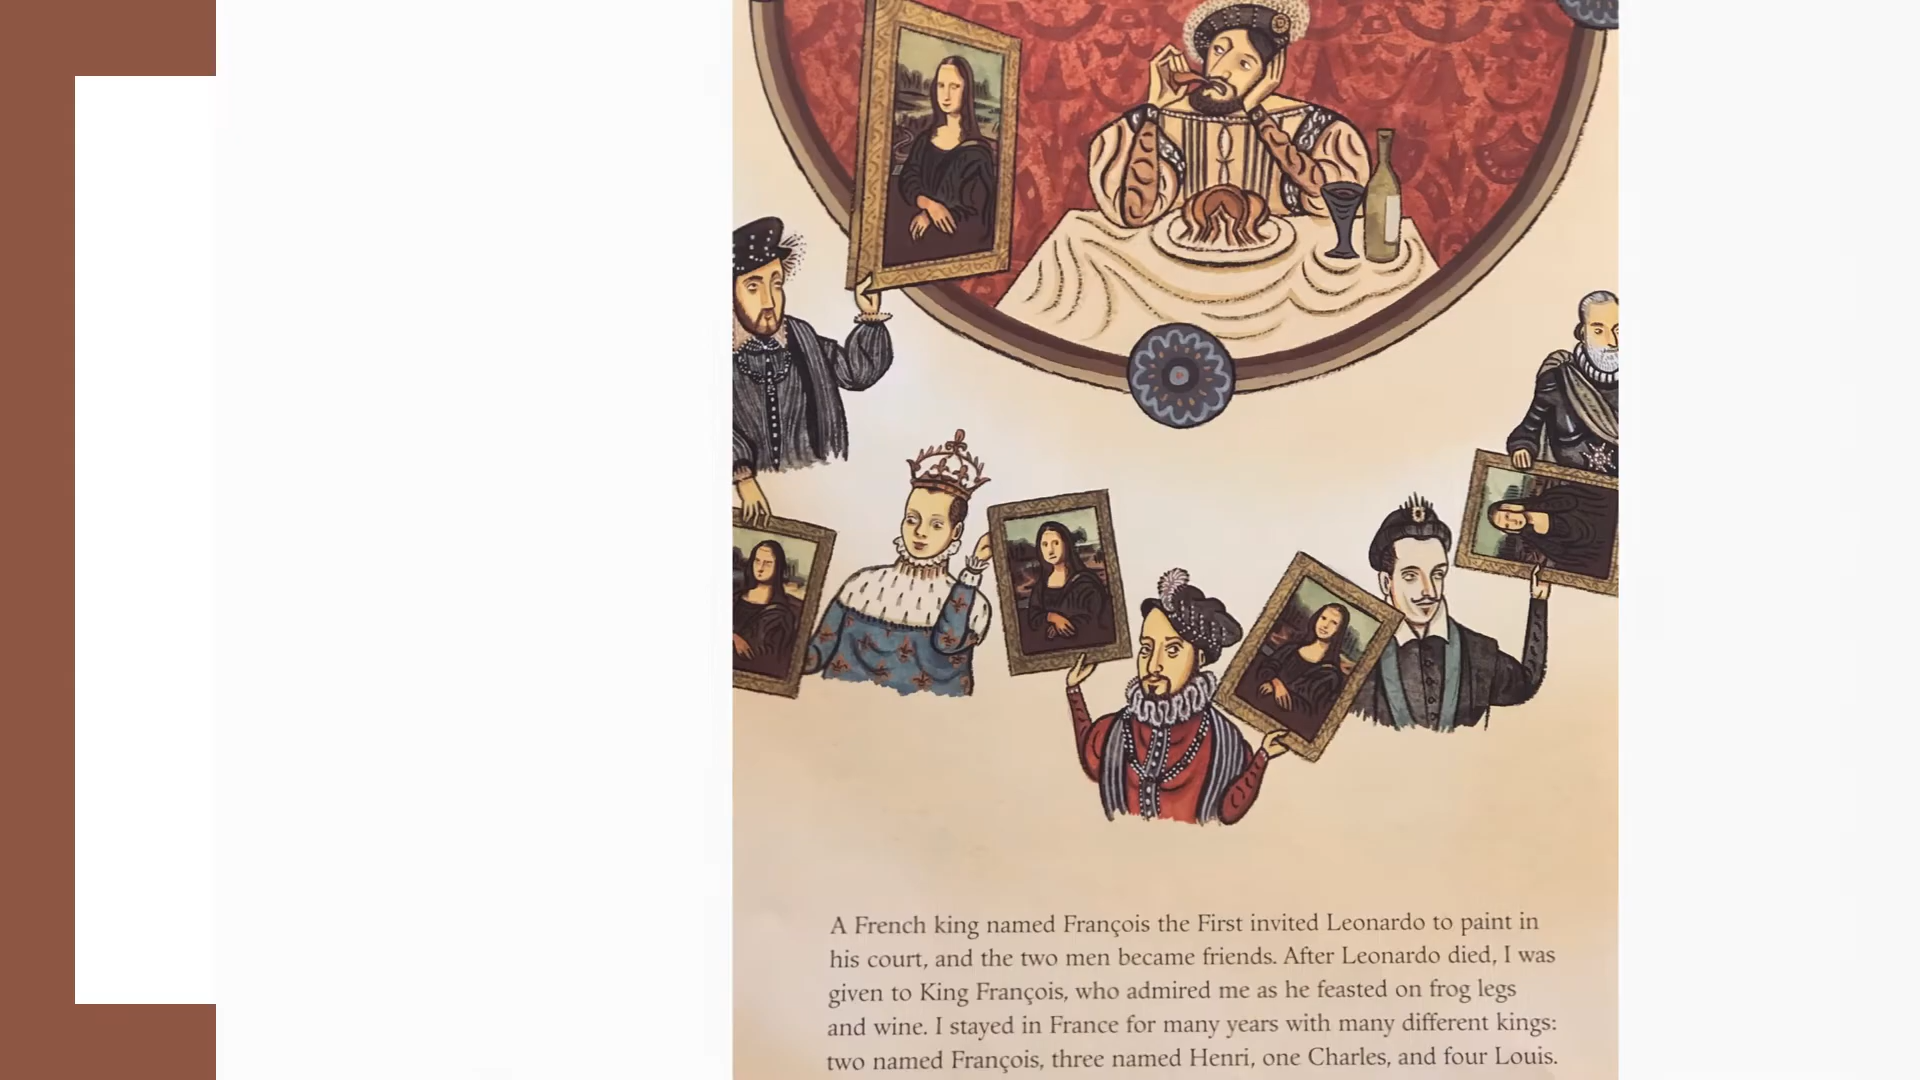 A French king named François the First invited Leonardo to paint in
his court, and the two men became friends. After Leonardo died, I was
given to King François, who admired me as he feasted on frog legs
and wine. I stayed in France for many years with many different kings:
two named François, three named Henri, one Charles, and four Louis.